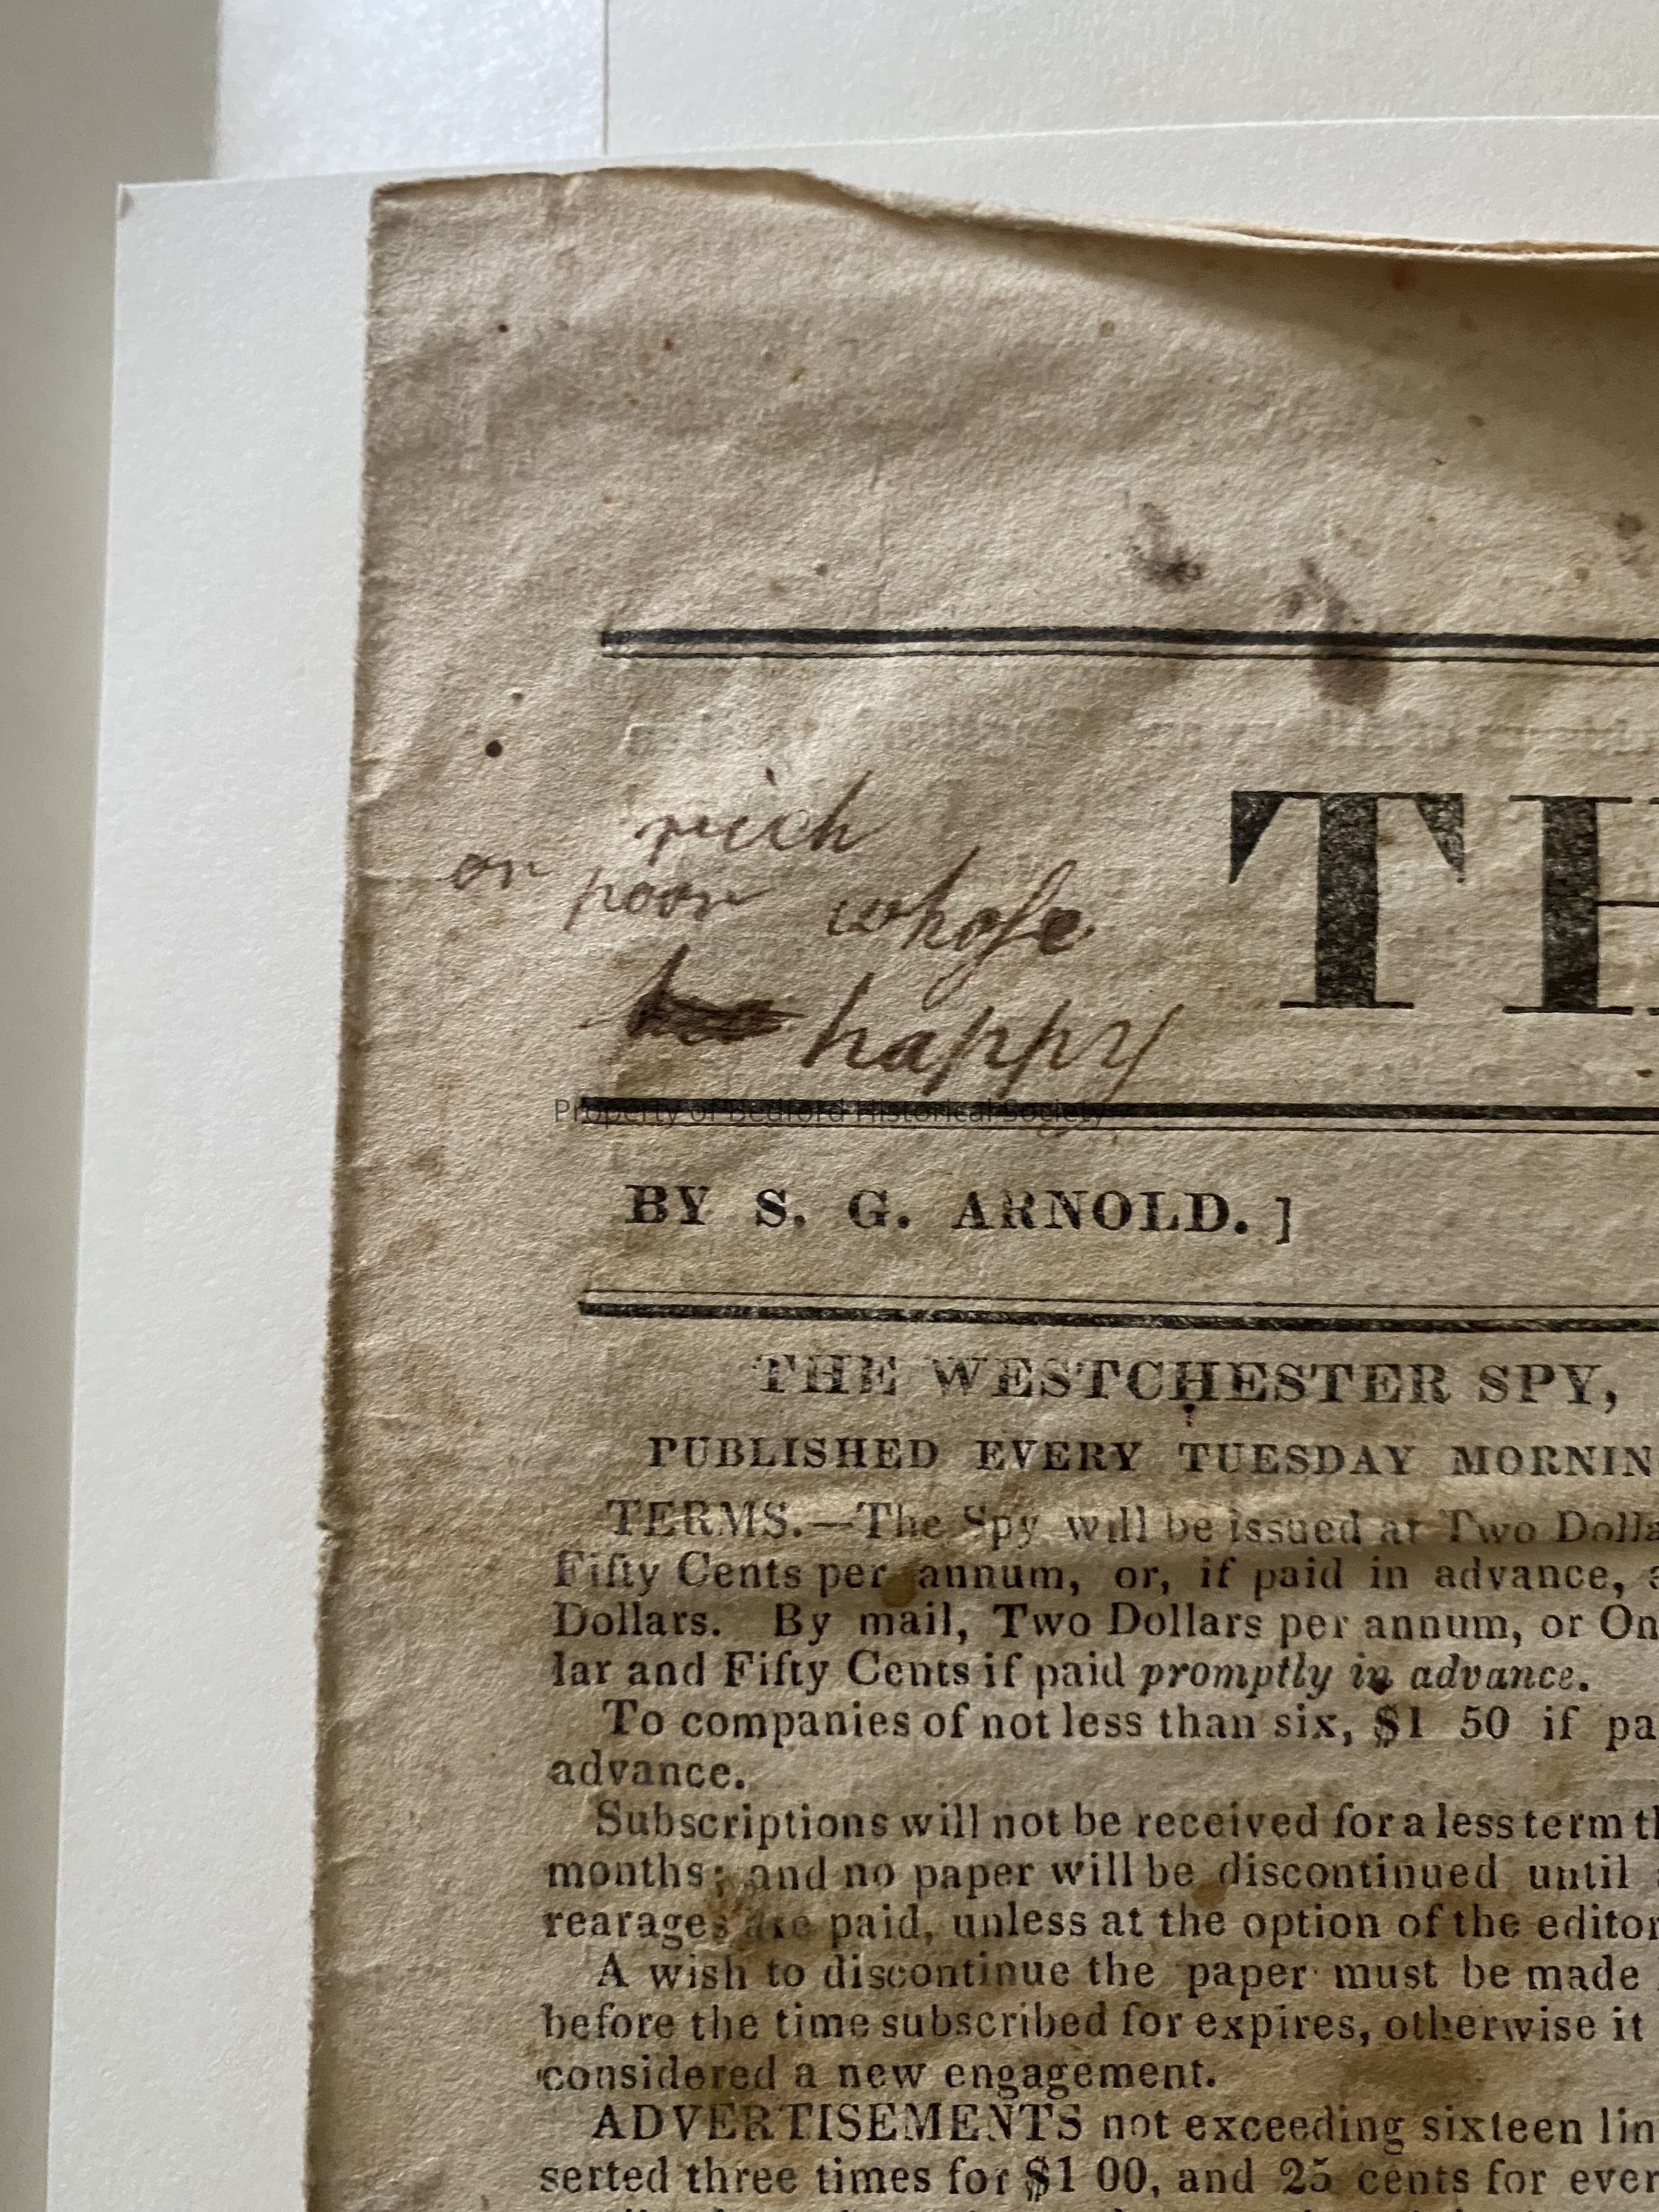 rich
or poor whose
happy
TH
Property of Bedford Historical Society
BY S. G. ARNOLD. ]
THE WESTCHESTER SPY,
PUBLISHED EVERY TUESDAY MORNIN
TERMS.—The Spy will be issued at Two Dolla
Fifty Cents per annum, or, if paid in advance, a
Dollars. By mail, Two Dollars per annum, or On
lar and Fifty Cents if paid promptly in advance.
To companies of not less than six, $1 50 if pa
advance.
Subscriptions will not be received for a less term th
months; and no paper will be discontinued until a
rearages are paid, unless at the option of the editor
A wish to discontinue the paper must be made
before the time subscribed for expires, otherwise it
considered a new engagement.
ADVERTISEMENTS not exceeding sixteen lin
serted three times for $1 00, and 25 cents for ever